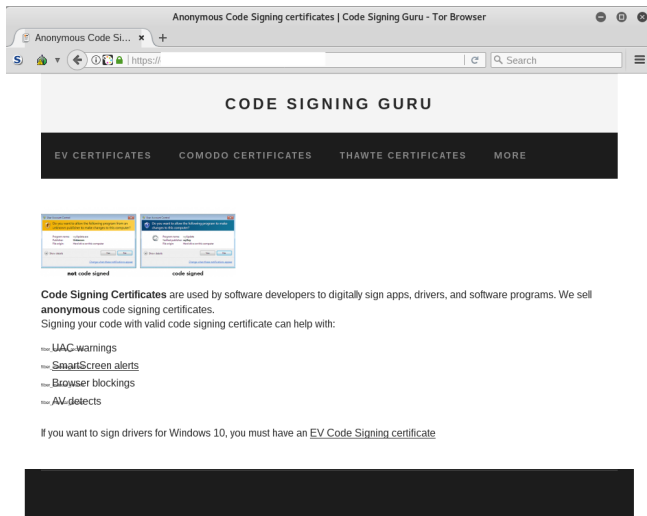 Anonymous Code Signing certificates | Code Signing Guru - Tor Browser
Anonymous Code Si... × +
https://
Search
CODE SIGNING GURU
EV CERTIFICATES COMODO CERTIFICATES THAWTE CERTIFICATES MORE
not code signed
code signed
Code Signing Certificates are used by software developers to digitally sign apps, drivers, and software programs. We sell
anonymous code signing certificates.
Signing your code with valid code signing certificate can help with:
UAC warnings
SmartScreen alerts
Browser blockings
AV detects
If you want to sign drivers for Windows 10, you must have an EV Code Signing certificate